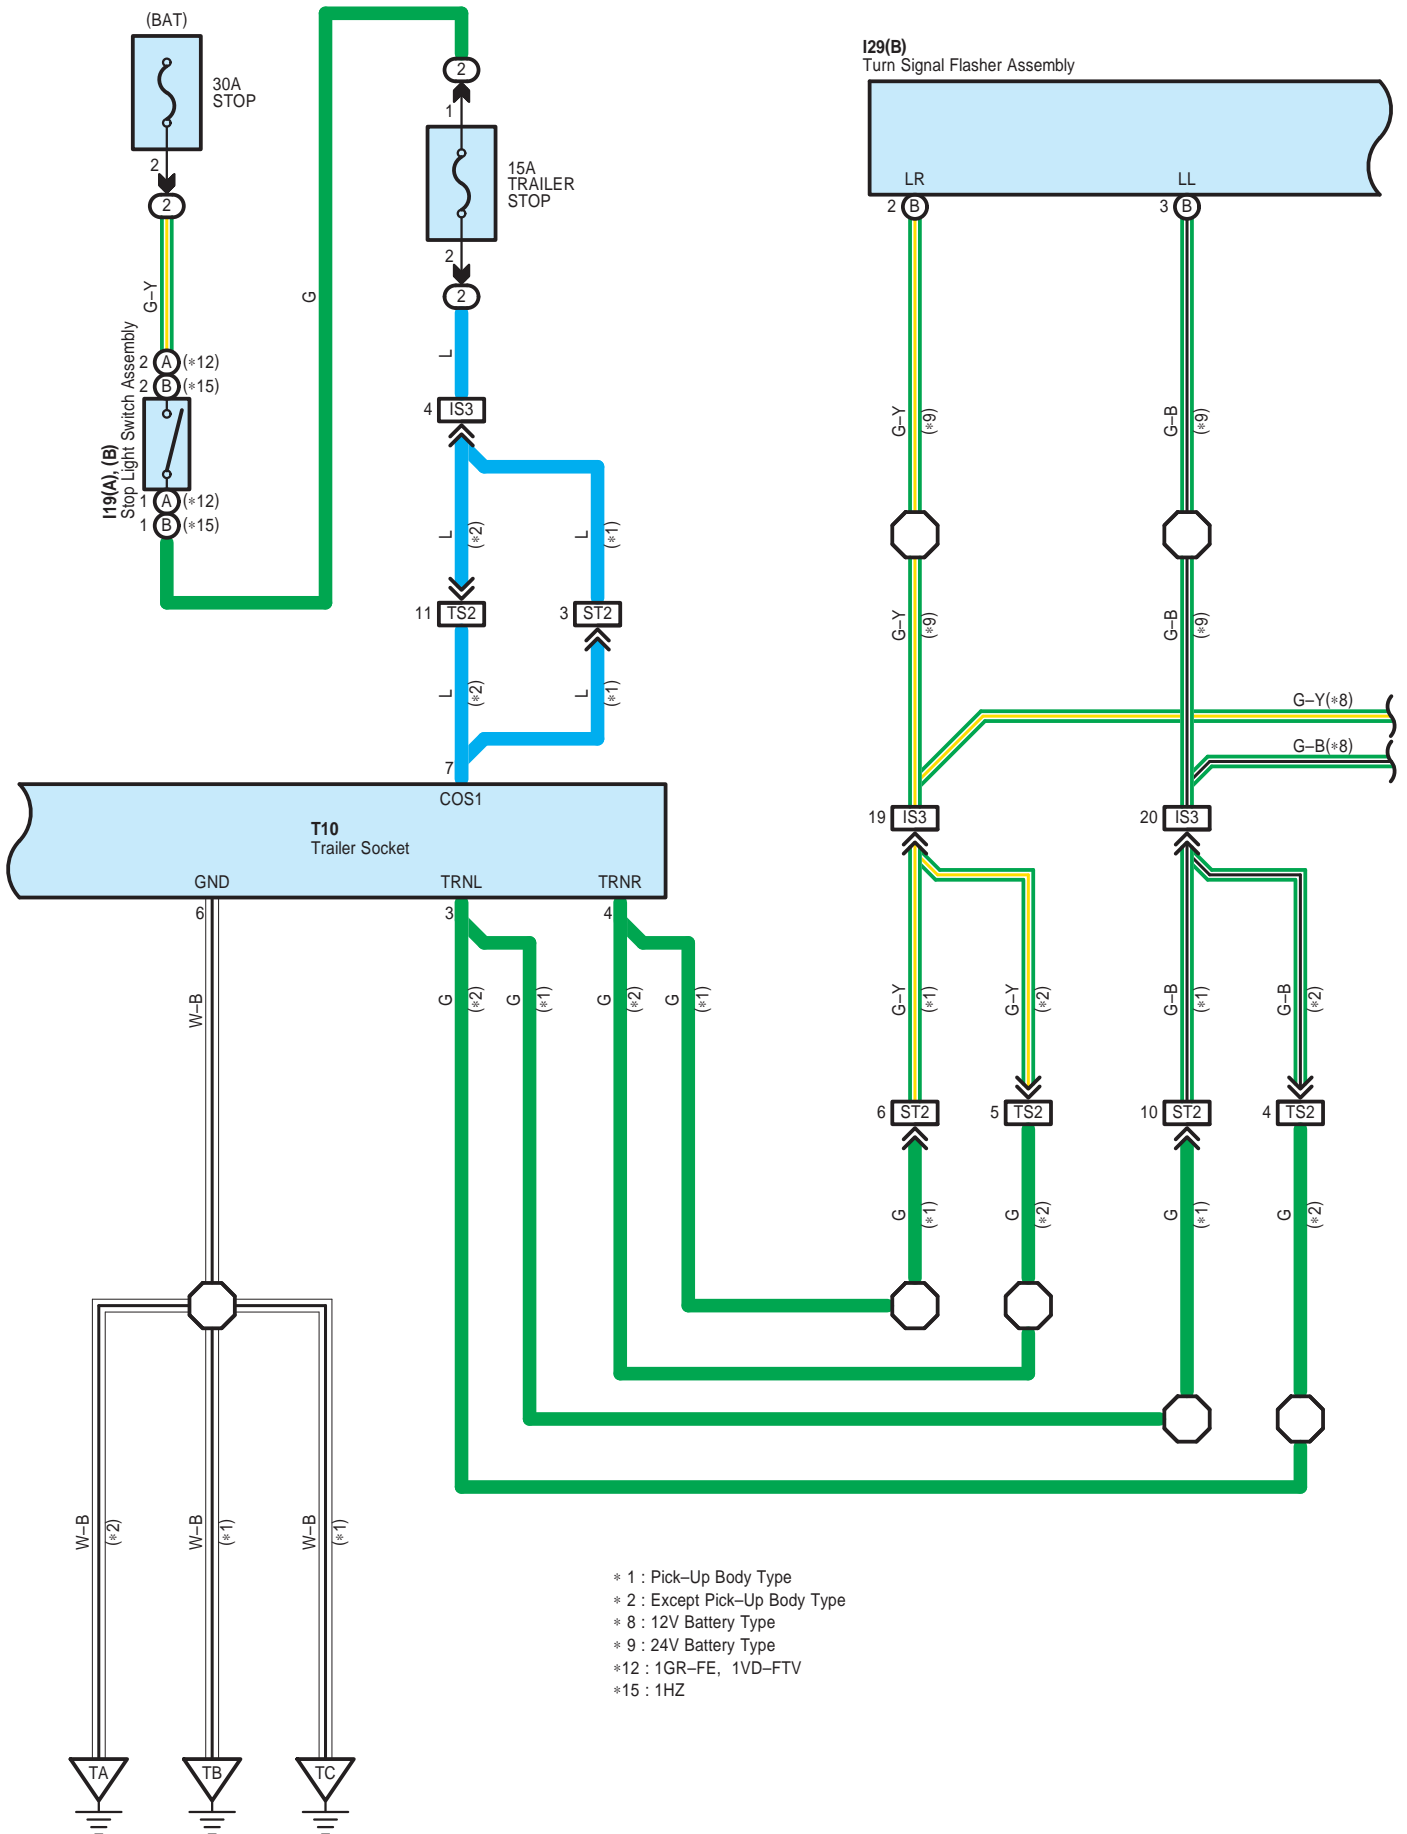 (BAT)
30A
STOP
2
2
G–Y
2 A (∗12)
2 B (∗15)
I19(A), (B)
Stop Light Switch Assembly
1 A (∗12)
1 B (∗15)
G
2
1
15A
TRAILER
STOP
2
2
L
4 IS3
L (∗2)
L (∗1)
11 TS2
3 ST2
L (∗2)
L (∗1)
7
COS1
T10
Trailer Socket
GND
TRNL
TRNR
6
3
4
W–B
G (∗2)
G (∗1)
G (∗2)
G (∗1)
W–B (∗2)
W–B (∗1)
W–B (∗1)
TA
TB
TC
I29(B)
Turn Signal Flasher Assembly
LR
LL
2 B
3 B
G–Y (∗9)
G–B (∗9)
G–Y (∗9)
G–B (∗9)
G–Y(∗8)
G–B(∗8)
19 IS3
20 IS3
G–Y (∗1)
G–Y (∗2)
G–B (∗1)
G–B (∗2)
6 ST2
5 TS2
10 ST2
4 TS2
G (∗1)
G (∗2)
G (∗1)
G (∗2)
∗ 1 : Pick–Up Body Type
∗ 2 : Except Pick–Up Body Type
∗ 8 : 12V Battery Type
∗ 9 : 24V Battery Type
∗12 : 1GR–FE, 1VD–FTV
∗15 : 1HZ